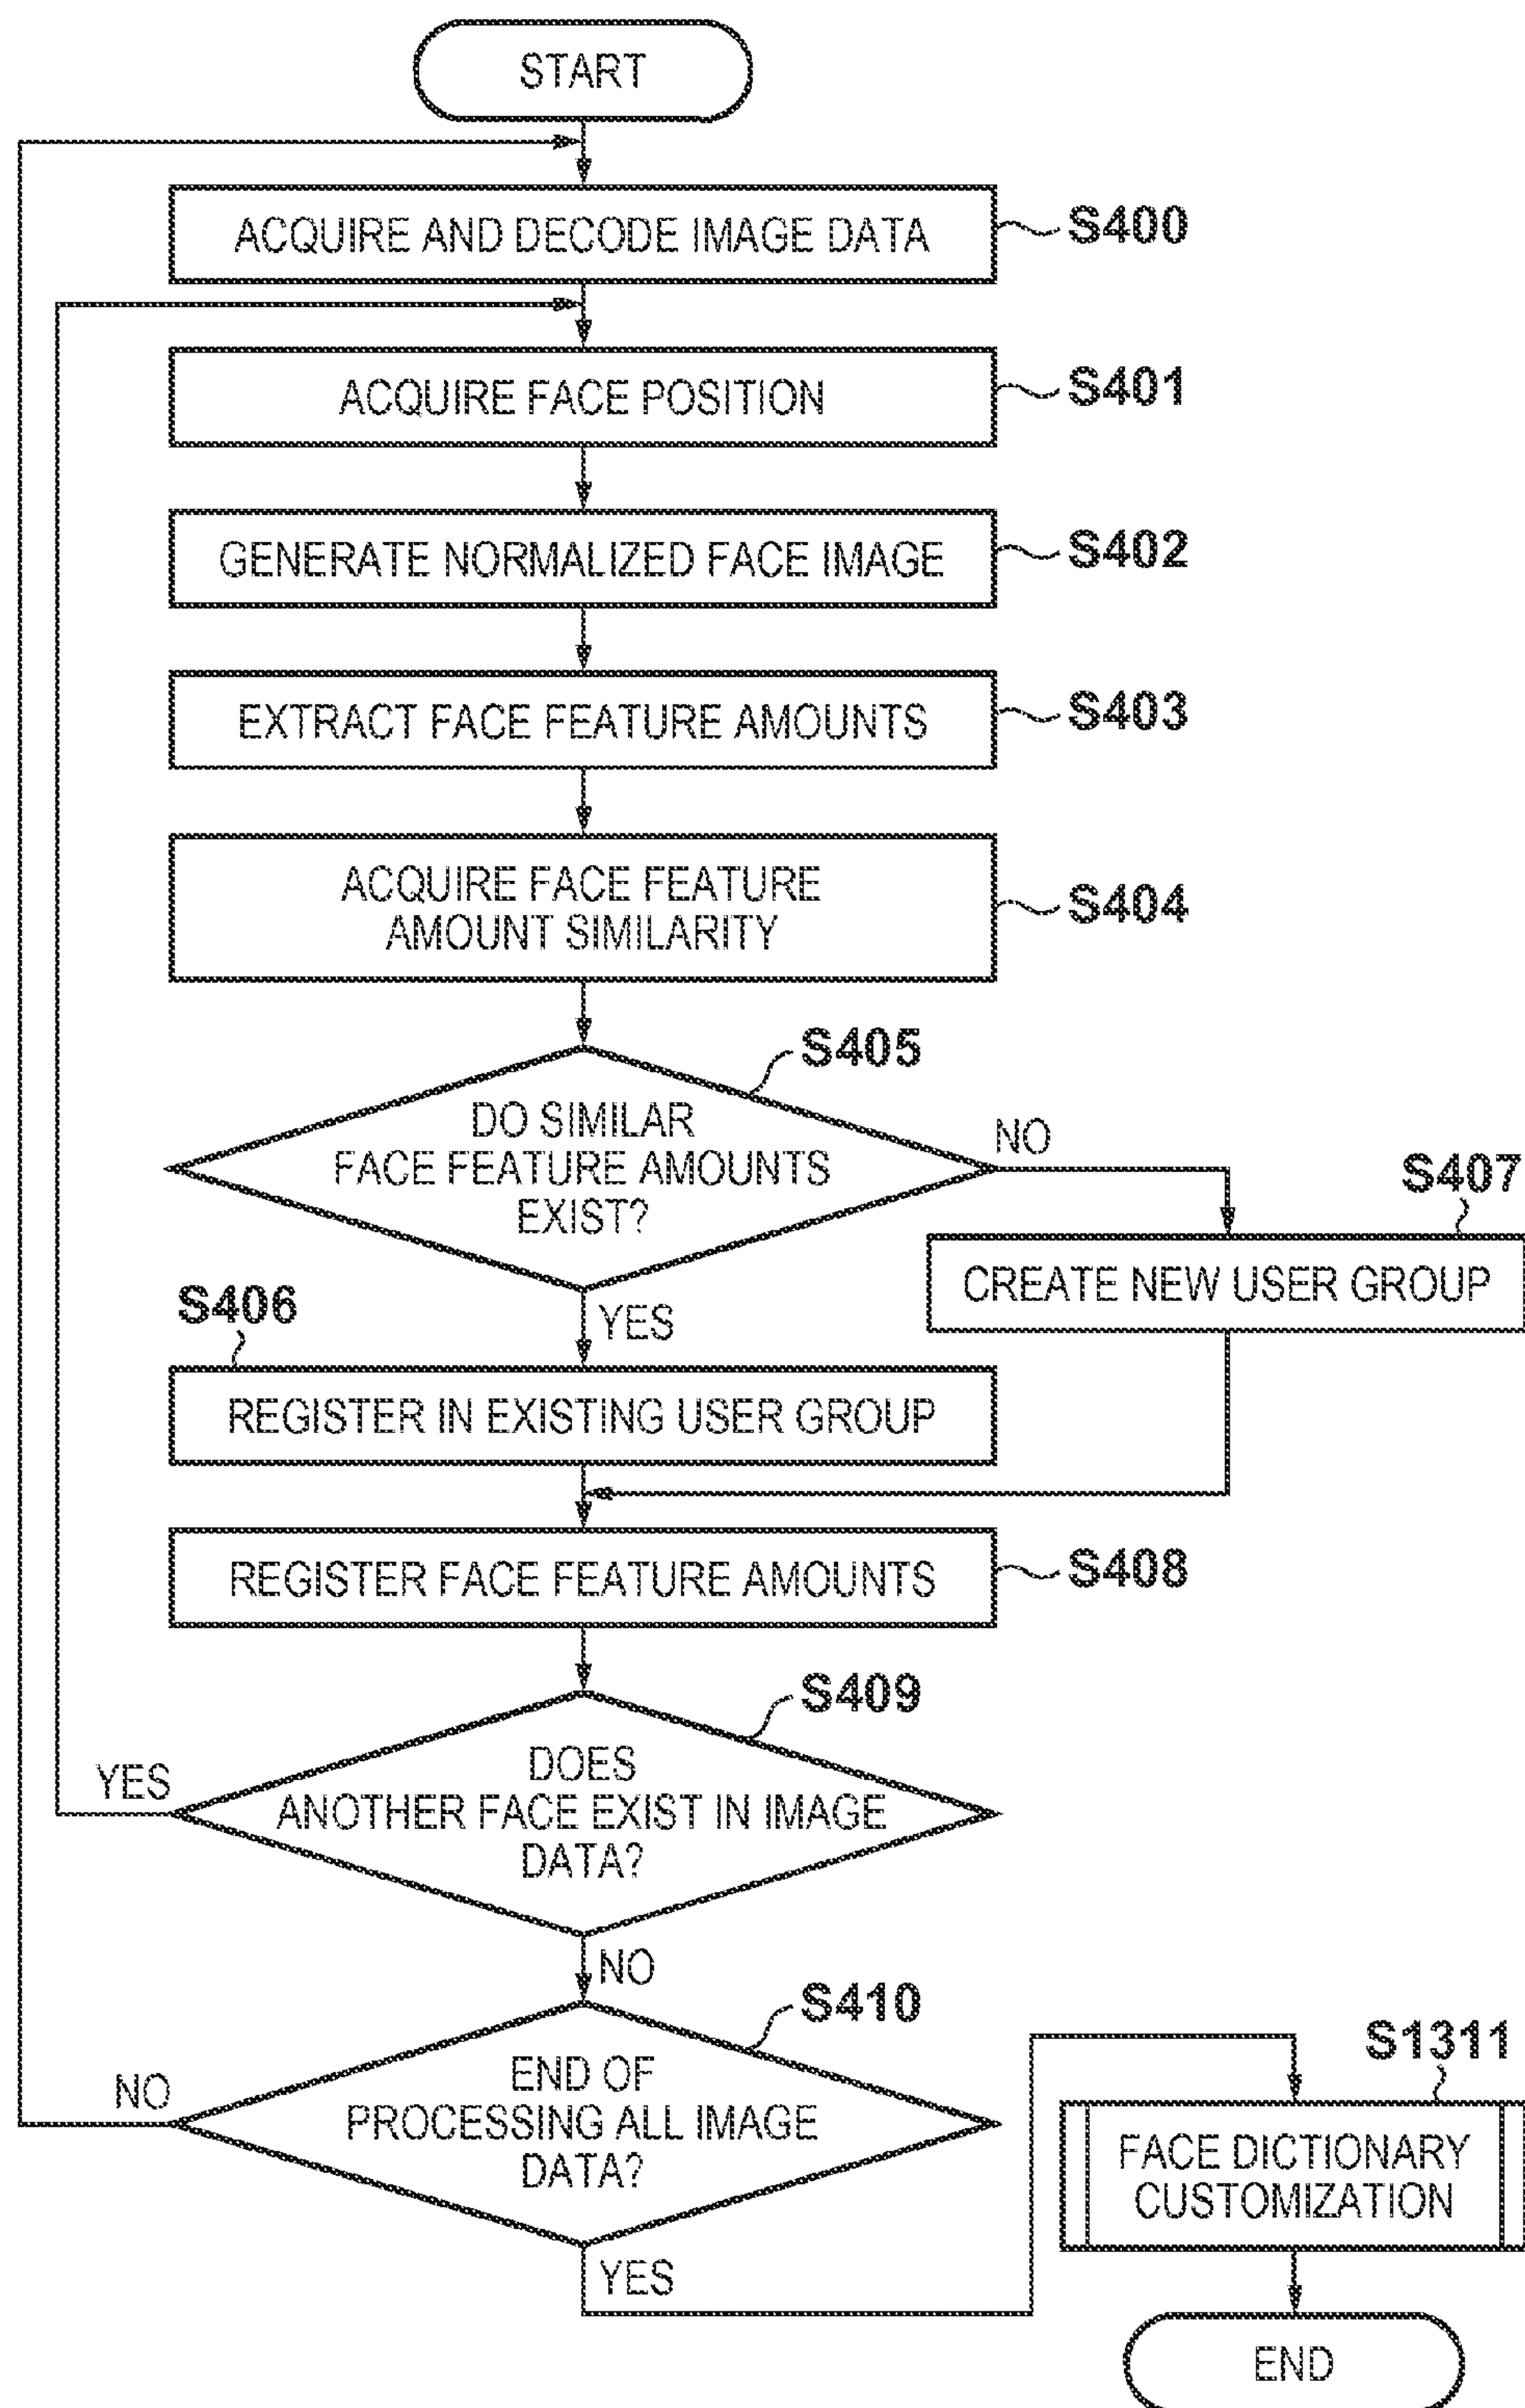 START
ACQUIRE AND DECODE IMAGE DATA
S400
ACQUIRE FACE POSITION
S401
GENERATE NORMALIZED FACE IMAGE
S402
EXTRACT FACE FEATURE AMOUNTS
S403
ACQUIRE FACE FEATURE
AMOUNT SIMILARITY
S404
S405
DO SIMILAR
FACE FEATURE AMOUNTS
EXIST?
NO
S407
CREATE NEW USER GROUP
YES
S406
REGISTER IN EXISTING USER GROUP
REGISTER FACE FEATURE AMOUNTS
S408
S409
DOES
ANOTHER FACE EXIST IN IMAGE
DATA?
YES
NO
S410
END OF
PROCESSING ALL IMAGE
DATA?
NO
YES
S1311
FACE DICTIONARY
CUSTOMIZATION
END